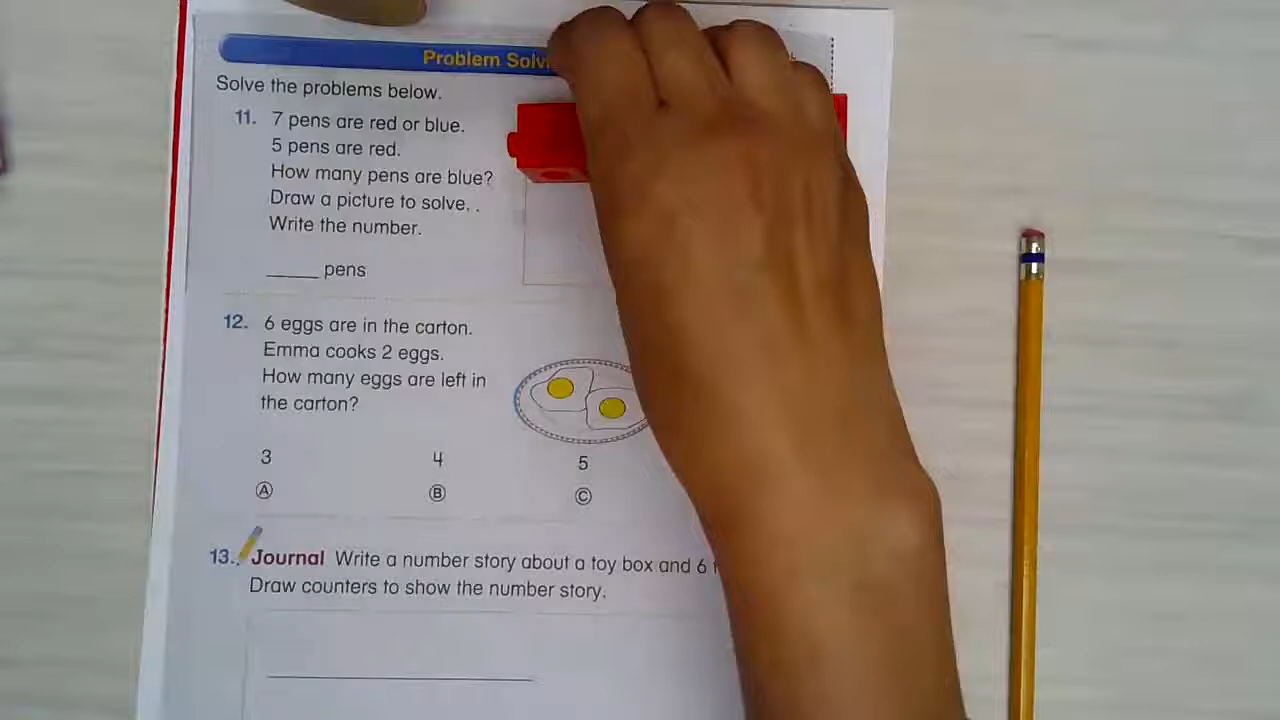 Problem
Solve the problems below.
11. 7 pens are red or blue.
5 pens are red.
How many pens are blue?
Draw a picture to solve. .
Write the number.
_____ pens
12. 6 eggs are in the carton.
Emma cooks 2 eggs.
How many eggs are left in
the carton?
3 4 5
Ⓐ Ⓑ Ⓒ
13. Journal Write a number story about a toy box and 6
Draw counters to show the number story.